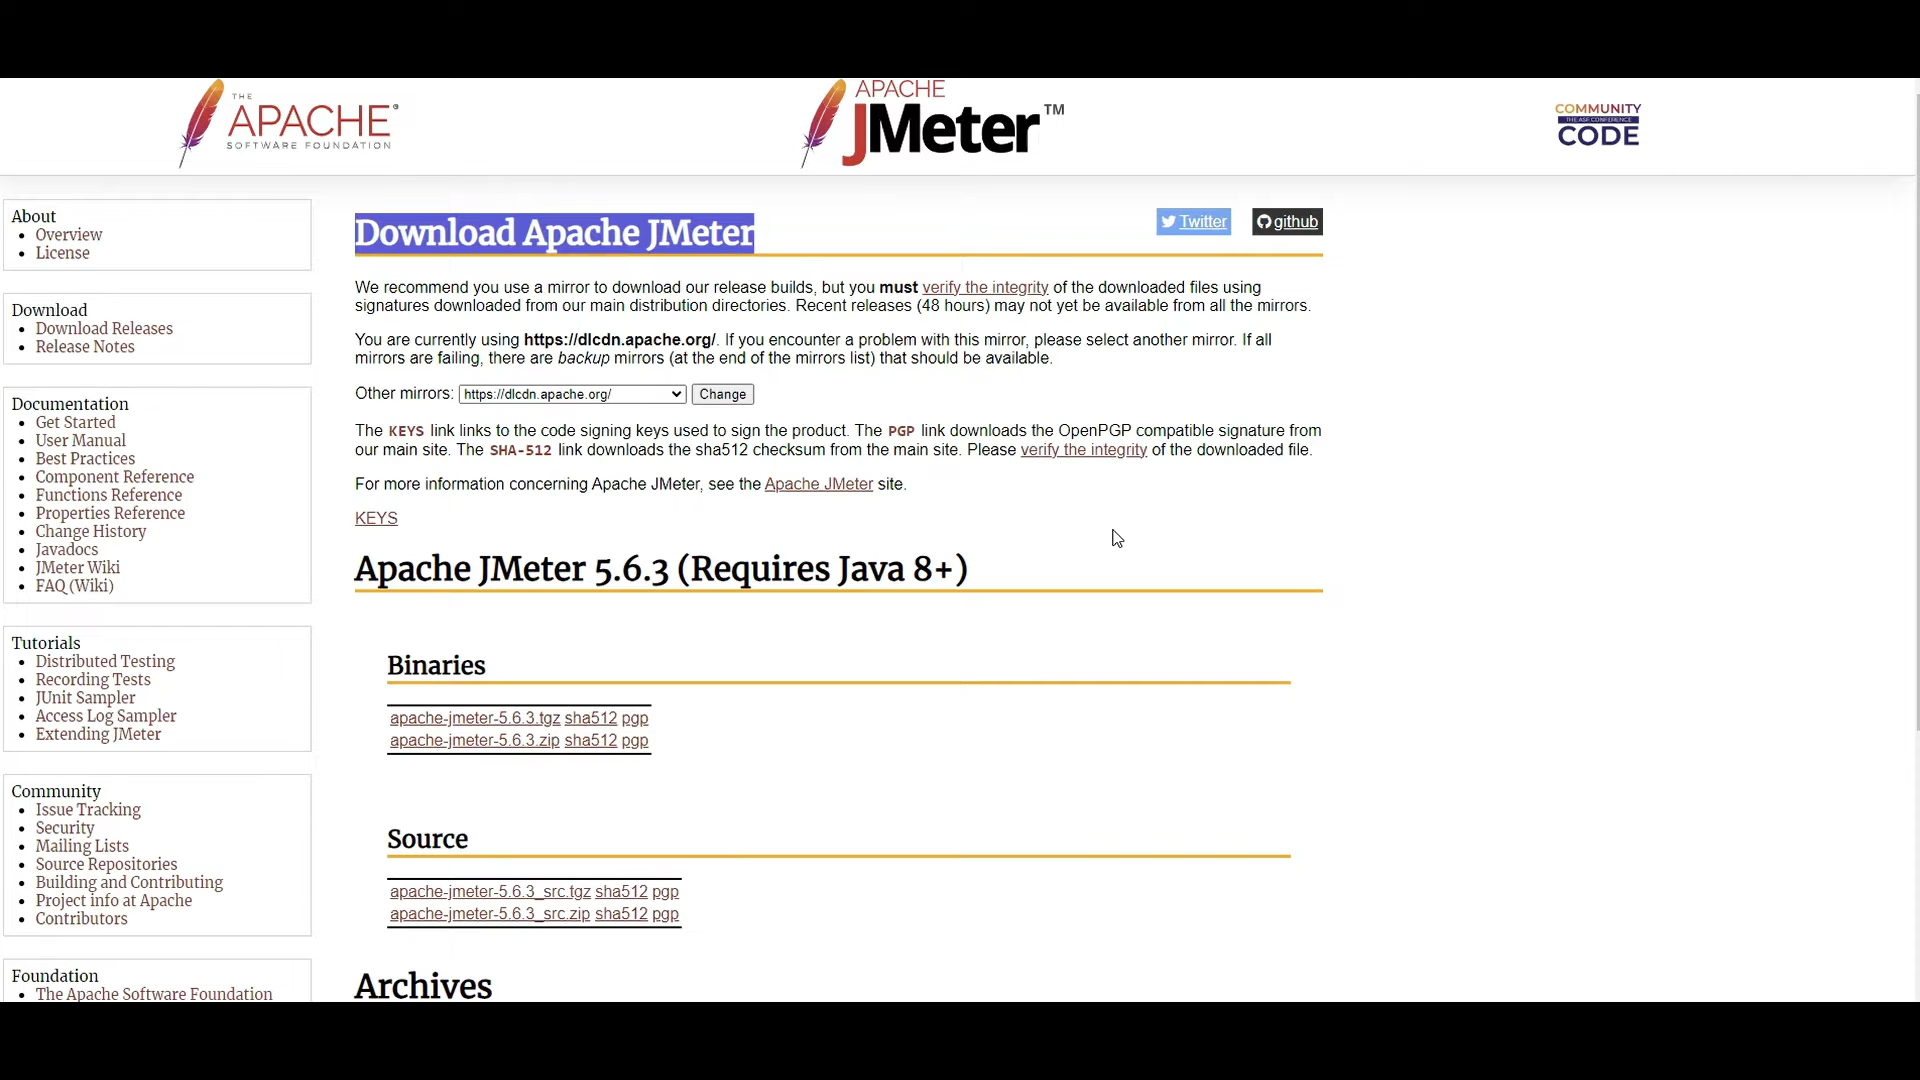 THE
APACHE®
SOFTWARE FOUNDATION
APACHE
JMeter™
COMMUNITY
THE ASF CONFERENCE
CODE
About
Overview
License
Download
Download Releases
Release Notes
Documentation
Get Started
User Manual
Best Practices
Component Reference
Functions Reference
Properties Reference
Change History
Javadocs
JMeter Wiki
FAQ (Wiki)
Tutorials
Distributed Testing
Recording Tests
JUnit Sampler
Access Log Sampler
Extending JMeter
Community
Issue Tracking
Security
Mailing Lists
Source Repositories
Building and Contributing
Project info at Apache
Contributors
Foundation
The Apache Software Foundation
Download Apache JMeter
Twitter
github
We recommend you use a mirror to download our release builds, but you must verify the integrity of the downloaded files using
signatures downloaded from our main distribution directories. Recent releases (48 hours) may not yet be available from all the mirrors.
You are currently using https://dlcdn.apache.org/. If you encounter a problem with this mirror, please select another mirror. If all
mirrors are failing, there are backup mirrors (at the end of the mirrors list) that should be available.
Other mirrors: https://dlcdn.apache.org/ Change
The KEYS link links to the code signing keys used to sign the product. The PGP link downloads the OpenPGP compatible signature from
our main site. The SHA-512 link downloads the sha512 checksum from the main site. Please verify the integrity of the downloaded file.
For more information concerning Apache JMeter, see the Apache JMeter site.
KEYS
Apache JMeter 5.6.3 (Requires Java 8+)
Binaries
apache-jmeter-5.6.3.tgz sha512 pgp
apache-jmeter-5.6.3.zip sha512 pgp
Source
apache-jmeter-5.6.3_src.tgz sha512 pgp
apache-jmeter-5.6.3_src.zip sha512 pgp
Archives